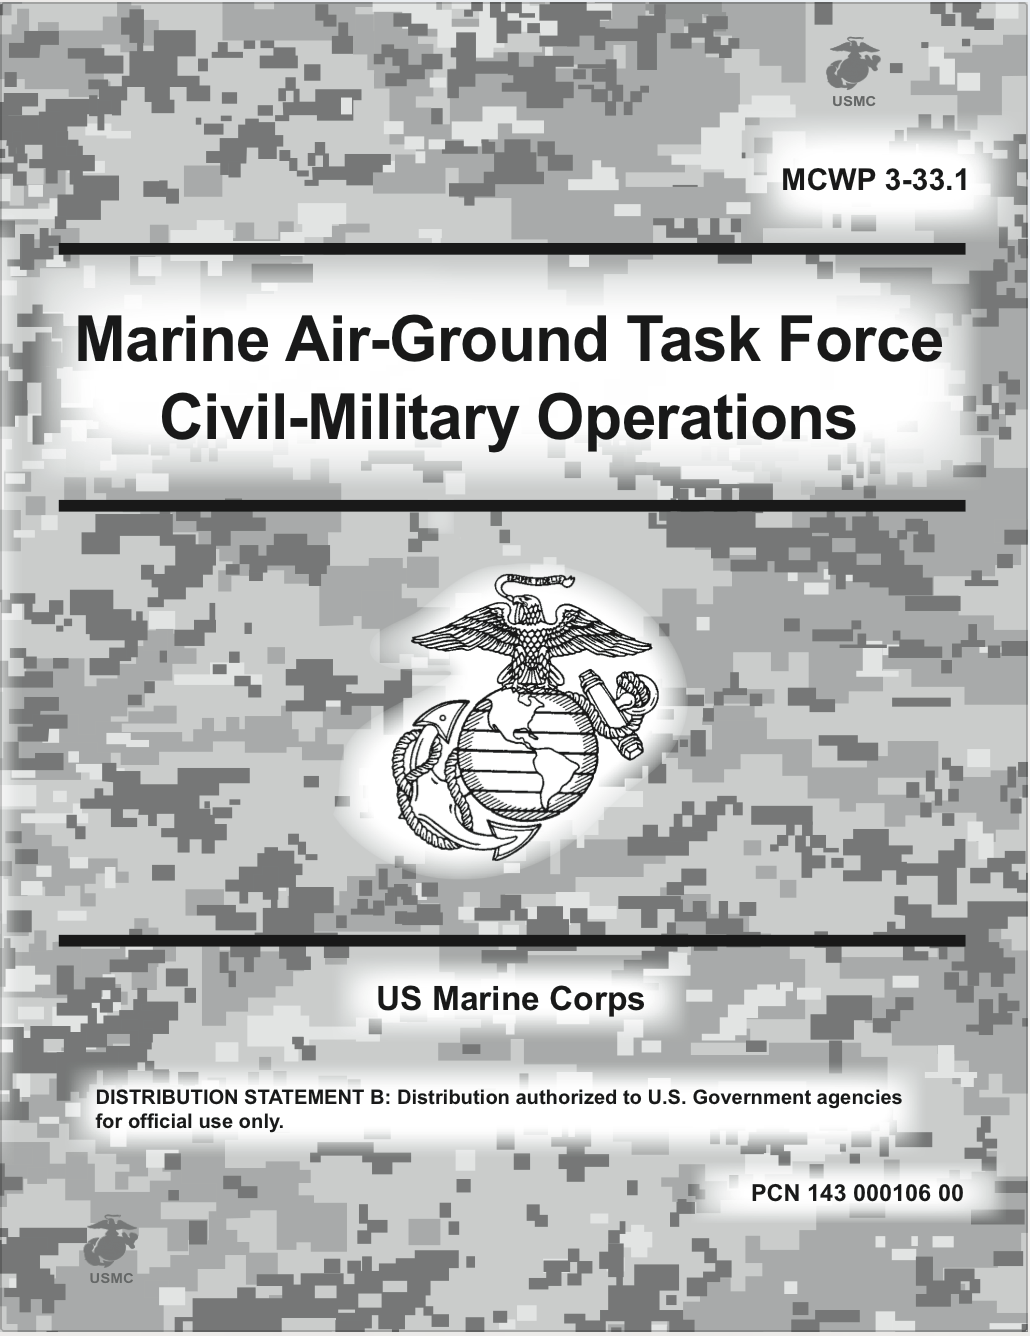 USMC
MCWP 3-33.1
Marine Air-Ground Task Force
Civil-Military Operations
SEMPER FIDELIS
US Marine Corps
DISTRIBUTION STATEMENT B: Distribution authorized to U.S. Government agencies
for official use only.
PCN 143 000106 00
USMC